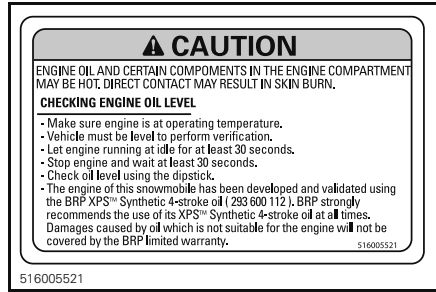 ⚠ CAUTION
ENGINE OIL AND CERTAIN COMPOMENTS IN THE ENGINE COMPARTMENT
MAY BE HOT. DIRECT CONTACT MAY RESULT IN SKIN BURN.
CHECKING ENGINE OIL LEVEL
- Make sure engine is at operating temperature.
- Vehicle must be level to perform verification.
- Let engine running at idle for at least 30 seconds.
- Stop engine and wait at least 30 seconds.
- Check oil level using the dipstick.
- The engine of this snowmobile has been developed and validated using
the BRP XPS™ Synthetic 4-stroke oil ( 293 600 112 ). BRP strongly
recommends the use of its XPS™ Synthetic 4-stroke oil at all times.
Damages caused by oil which is not suitable for the engine will not be
covered by the BRP limited warranty.
516005521
516005521